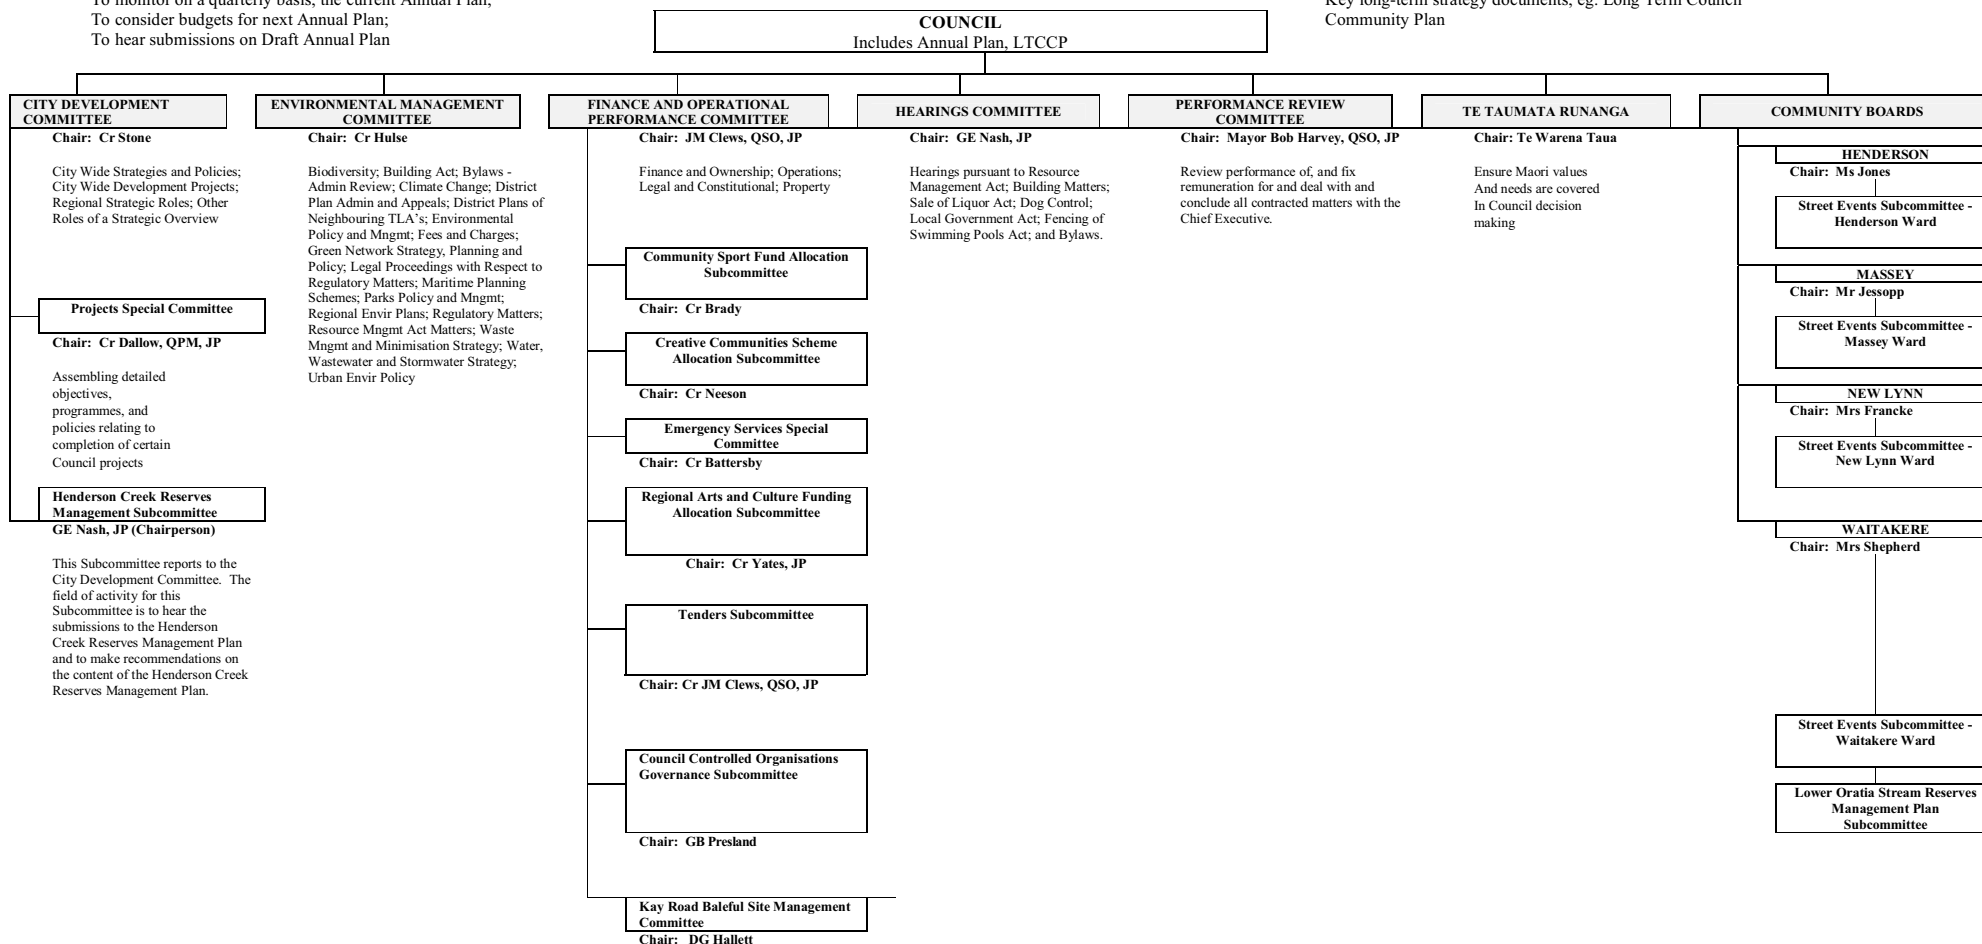 To monitor on a quarterly basis, the current Annual Plan;
To consider budgets for next Annual Plan;
To hear submissions on Draft Annual Plan
COUNCIL
Includes Annual Plan, LTCCP
Key long-term strategy documents, eg. Long Term Council
Community Plan
CITY DEVELOPMENT
COMMITTEE
Chair: Cr Stone
City Wide Strategies and Policies;
City Wide Development Projects;
Regional Strategic Roles; Other
Roles of a Strategic Overview
Projects Special Committee
Chair: Cr Dallow, QPM, JP
Assembling detailed
objectives,
programmes, and
policies relating to
completion of certain
Council projects
Henderson Creek Reserves
Management Subcommittee
GE Nash, JP (Chairperson)
This Subcommittee reports to the
City Development Committee. The
field of activity for this
Subcommittee is to hear the
submissions to the Henderson
Creek Reserves Management Plan
and to make recommendations on
the content of the Henderson Creek
Reserves Management Plan.
ENVIRONMENTAL MANAGEMENT
COMMITTEE
Chair: Cr Hulse
Biodiversity; Building Act; Bylaws -
Admin Review; Climate Change; District
Plan Admin and Appeals; District Plans of
Neighbouring TLA's; Environmental
Policy and Mngmt; Fees and Charges;
Green Network Strategy, Planning and
Policy; Legal Proceedings with Respect to
Regulatory Matters; Maritime Planning
Schemes; Parks Policy and Mngmt;
Regional Envir Plans; Regulatory Matters;
Resource Mngmt Act Matters; Waste
Mngmt and Minimisation Strategy; Water,
Wastewater and Stormwater Strategy;
Urban Envir Policy
FINANCE AND OPERATIONAL
PERFORMANCE COMMITTEE
Chair: JM Clews, QSO, JP
Finance and Ownership; Operations;
Legal and Constitutional; Property
Community Sport Fund Allocation
Subcommittee
Chair: Cr Brady
Creative Communities Scheme
Allocation Subcommittee
Chair: Cr Neeson
Emergency Services Special
Committee
Chair: Cr Battersby
Regional Arts and Culture Funding
Allocation Subcommittee
Chair: Cr Yates, JP
Tenders Subcommittee
Chair: Cr JM Clews, QSO, JP
Council Controlled Organisations
Governance Subcommittee
Chair: GB Presland
Kay Road Baleful Site Management
Committee
Chair: DG Hallett
HEARINGS COMMITTEE
Chair: GE Nash, JP
Hearings pursuant to Resource
Management Act; Building Matters;
Sale of Liquor Act; Dog Control;
Local Government Act; Fencing of
Swimming Pools Act; and Bylaws.
PERFORMANCE REVIEW
COMMITTEE
Chair: Mayor Bob Harvey, QSO, JP
Review performance of, and fix
remuneration for and deal with and
conclude all contracted matters with the
Chief Executive.
TE TAUMATA RUNANGA
Chair: Te Warena Taua
Ensure Maori values
And needs are covered
In Council decision
making
COMMUNITY BOARDS
HENDERSON
Chair: Ms Jones
Street Events Subcommittee -
Henderson Ward
MASSEY
Chair: Mr Jessopp
Street Events Subcommittee -
Massey Ward
NEW LYNN
Chair: Mrs Francke
Street Events Subcommittee -
New Lynn Ward
WAITAKERE
Chair: Mrs Shepherd
Street Events Subcommittee -
Waitakere Ward
Lower Oratia Stream Reserves
Management Plan
Subcommittee